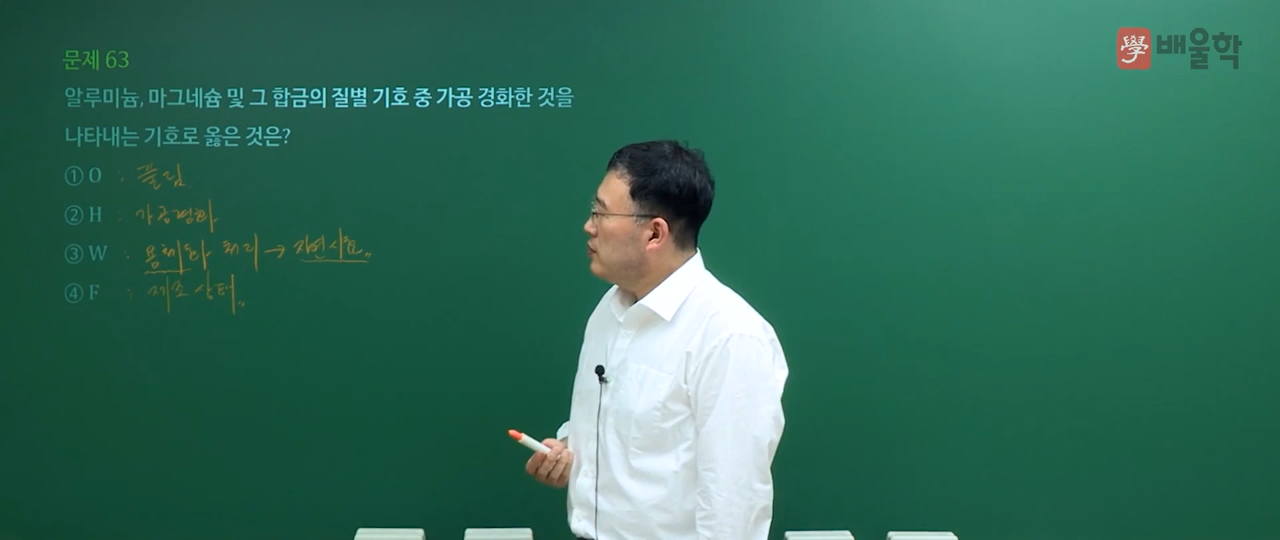 學 배울학
문제 63
알루미늄, 마그네슘 및 그 합금의 질별 기호 중 가공 경화한 것을
나타내는 기호로 옳은 것은?
① O : 풀림
② H : 가공경화
③ W : 용체화 처리 → 자연시효
④ F : 제조 상태